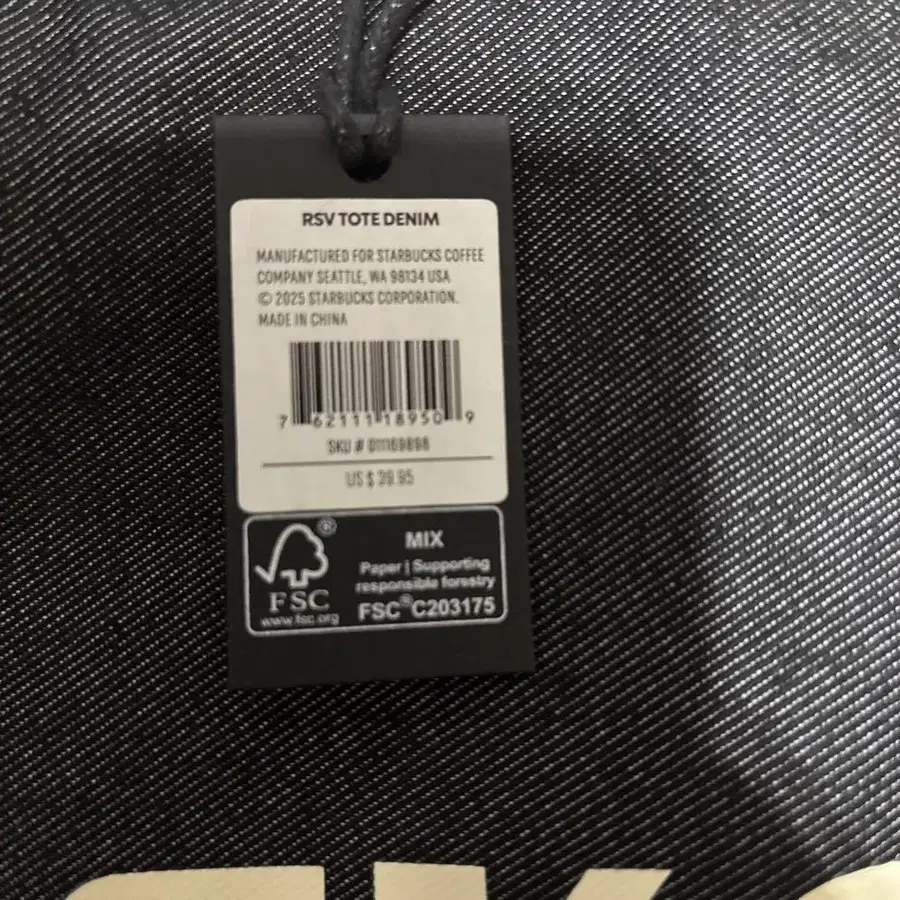 RSV TOTE DENIM
MANUFACTURED FOR STARBUCKS COFFEE
COMPANY SEATTLE, WA 98134 USA
© 2025 STARBUCKS CORPORATION.
MADE IN CHINA
7 62111 18950 9
SKU # 011169898
US $ 39.95
FSC®
www.fsc.org
MIX
Paper | Supporting
responsible forestry
FSC® C203175